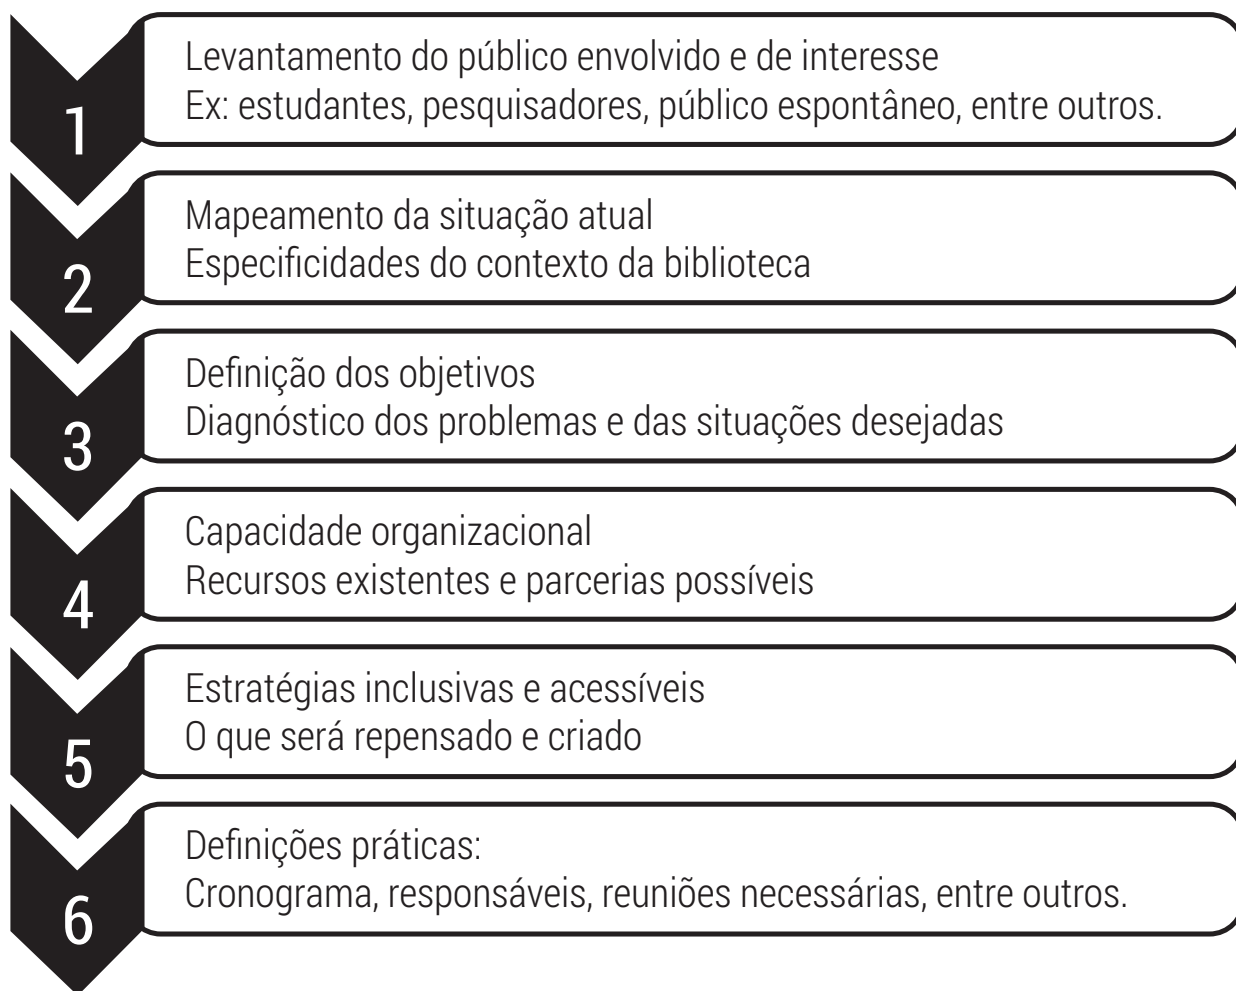 1
Levantamento do público envolvido e de interesse
Ex: estudantes, pesquisadores, público espontâneo, entre outros.
2
Mapeamento da situação atual
Especificidades do contexto da biblioteca
3
Definição dos objetivos
Diagnóstico dos problemas e das situações desejadas
4
Capacidade organizacional
Recursos existentes e parcerias possíveis
5
Estratégias inclusivas e acessíveis
O que será repensado e criado
6
Definições práticas:
Cronograma, responsáveis, reuniões necessárias, entre outros.